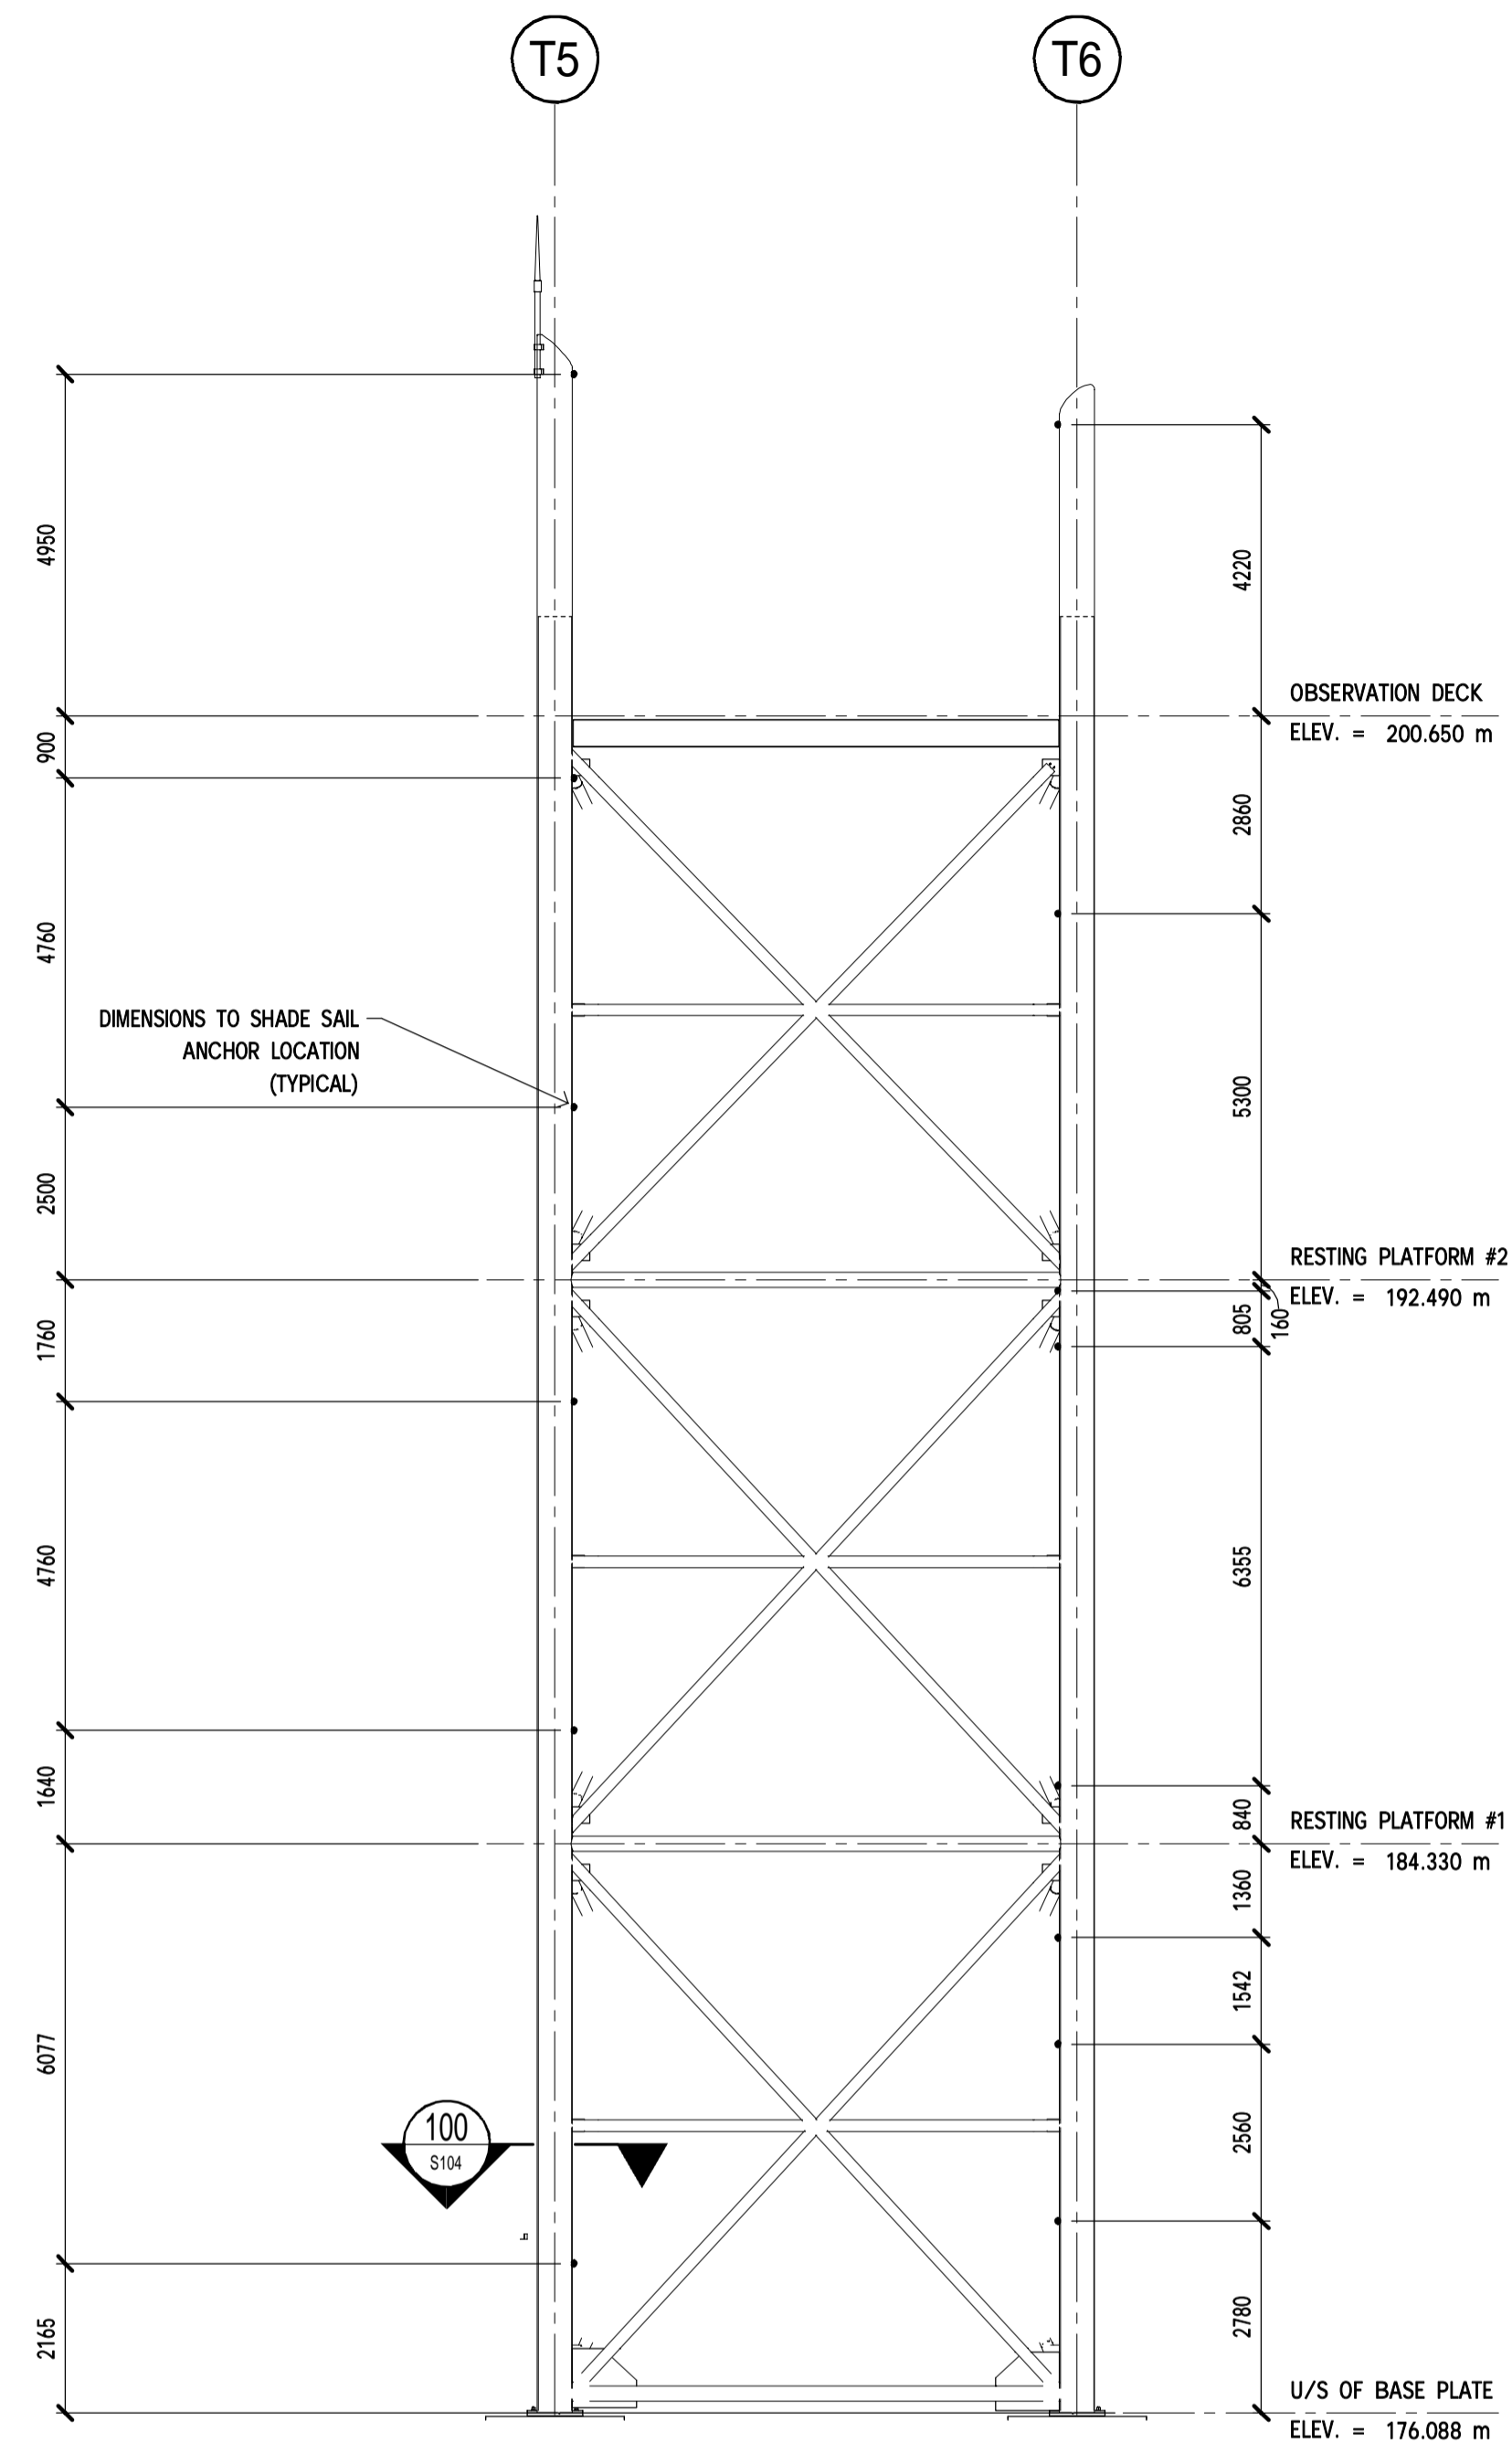 T5
T6
4950
900
4760
2500
1760
4760
1640
6077
2165
DIMENSIONS TO SHADE SAIL
ANCHOR LOCATION
(TYPICAL)
100
S104
4220
2860
5300
805
160
6355
840
1360
1542
2560
2780
OBSERVATION DECK
ELEV. = 200.650 m
RESTING PLATFORM #2
ELEV. = 192.490 m
RESTING PLATFORM #1
ELEV. = 184.330 m
U/S OF BASE PLATE
ELEV. = 176.088 m